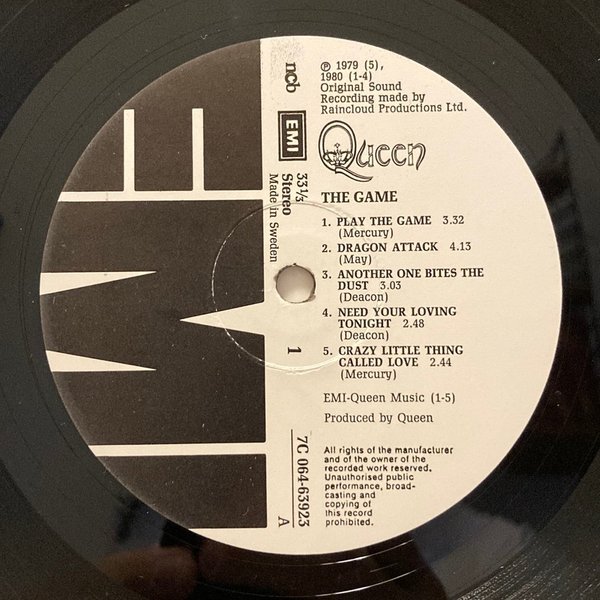 ℗ 1979 (5),
1980 (1-4)
Original Sound
Recording made by
Raincloud Productions Ltd.
Queen
THE GAME
1. PLAY THE GAME 3.32
(Mercury)
2. DRAGON ATTACK 4.13
(May)
3. ANOTHER ONE BITES THE
DUST 3.03
(Deacon)
4. NEED YOUR LOVING
TONIGHT 2.48
(Deacon)
5. CRAZY LITTLE THING
CALLED LOVE 2.44
(Mercury)
EMI-Queen Music (1-5)
Produced by Queen
All rights of the manufacturer
and of the owner of the
recorded work reserved.
Unauthorised public
performance, broad-
casting and
copying of
this record
prohibited.
ncb
EMI
33 1/3
Stereo
Made in Sweden
1
7C 064-63923
A
EMI